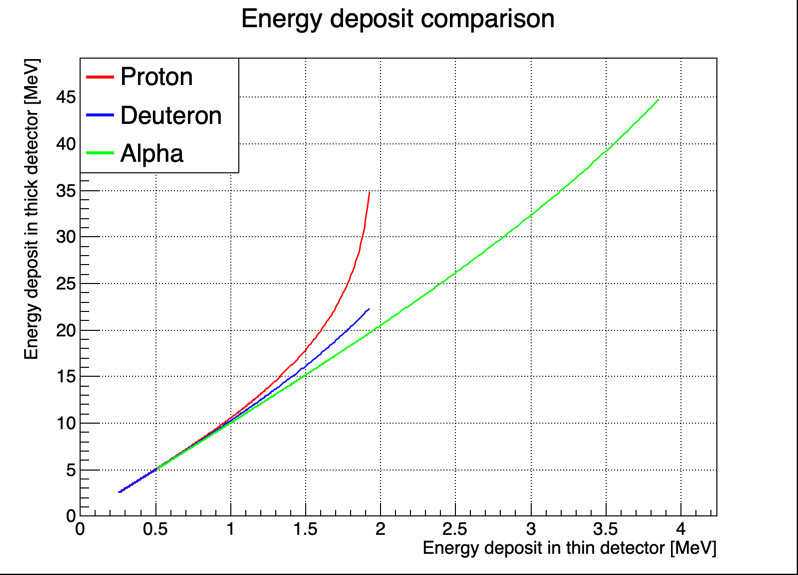 Energy deposit comparison
Energy deposit in thick detector [MeV]
Proton
Deuteron
Alpha
45
40
35
30
25
20
15
10
5
0
0 0.5 1 1.5 2 2.5 3 3.5 4
Energy deposit in thin detector [MeV]